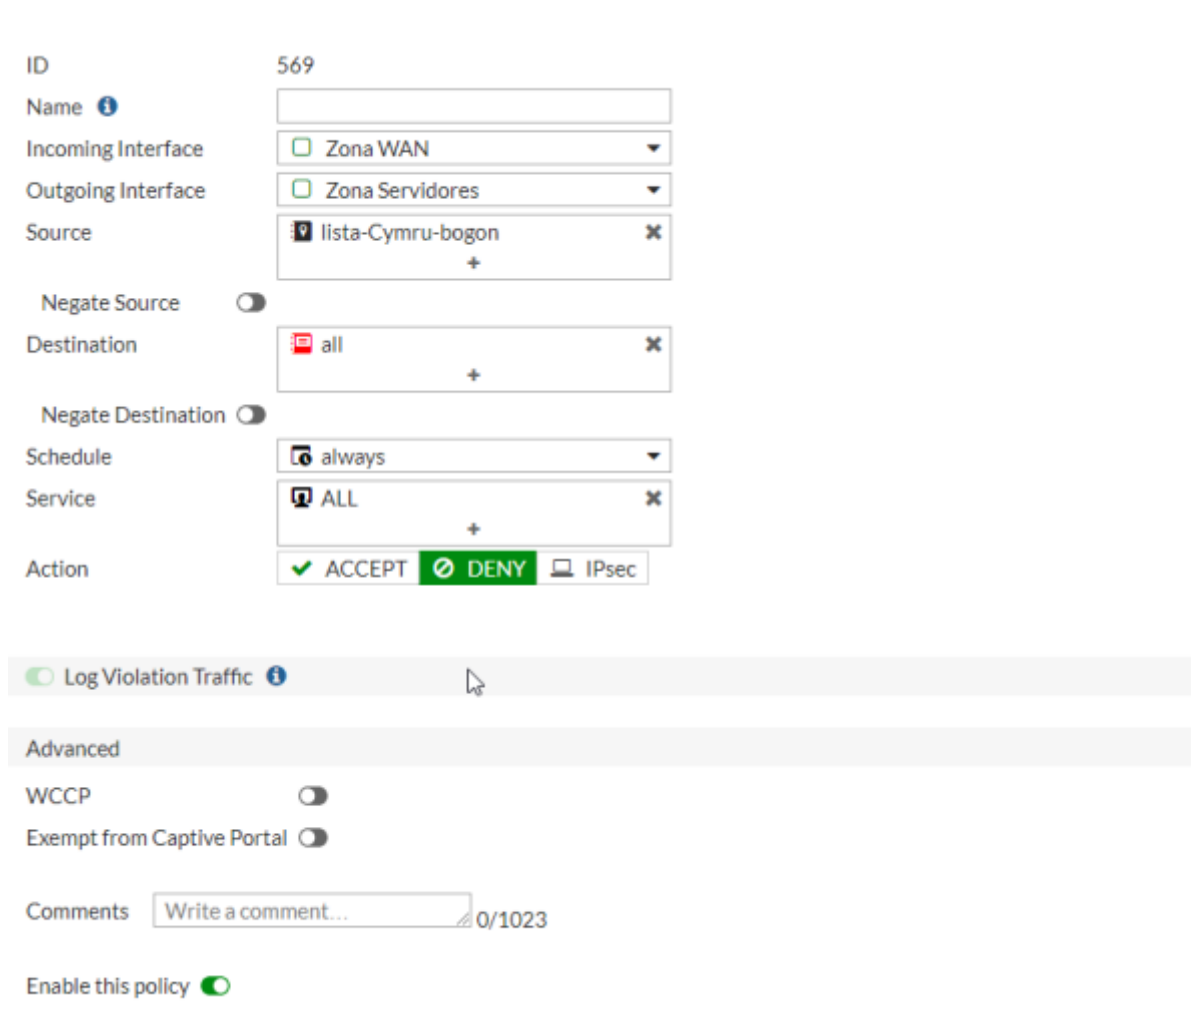 ID 569
Name
Incoming Interface Zona WAN
Outgoing Interface Zona Servidores
Source lista-Cymru-bogon
+
Negate Source
Destination all
+
Negate Destination
Schedule always
Service ALL
+
Action ACCEPT DENY IPsec
Log Violation Traffic
Advanced
WCCP
Exempt from Captive Portal
Comments Write a comment... 0/1023
Enable this policy